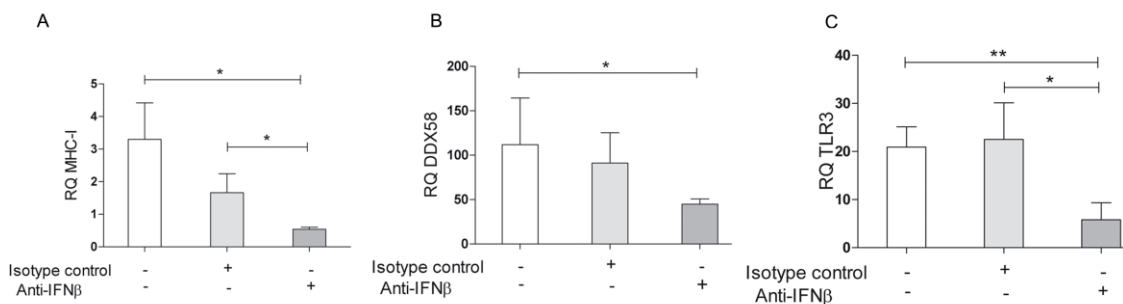 A
*
*
5
4
3
2
1
0
RQ MHC-I
Isotype control - + -
Anti-IFNβ - - +
B
*
200
150
100
50
0
RQ DDX58
Isotype control - + -
Anti-IFNβ - - +
C
**
*
40
30
20
10
0
RQ TLR3
Isotype control - + -
Anti-IFNβ - - +